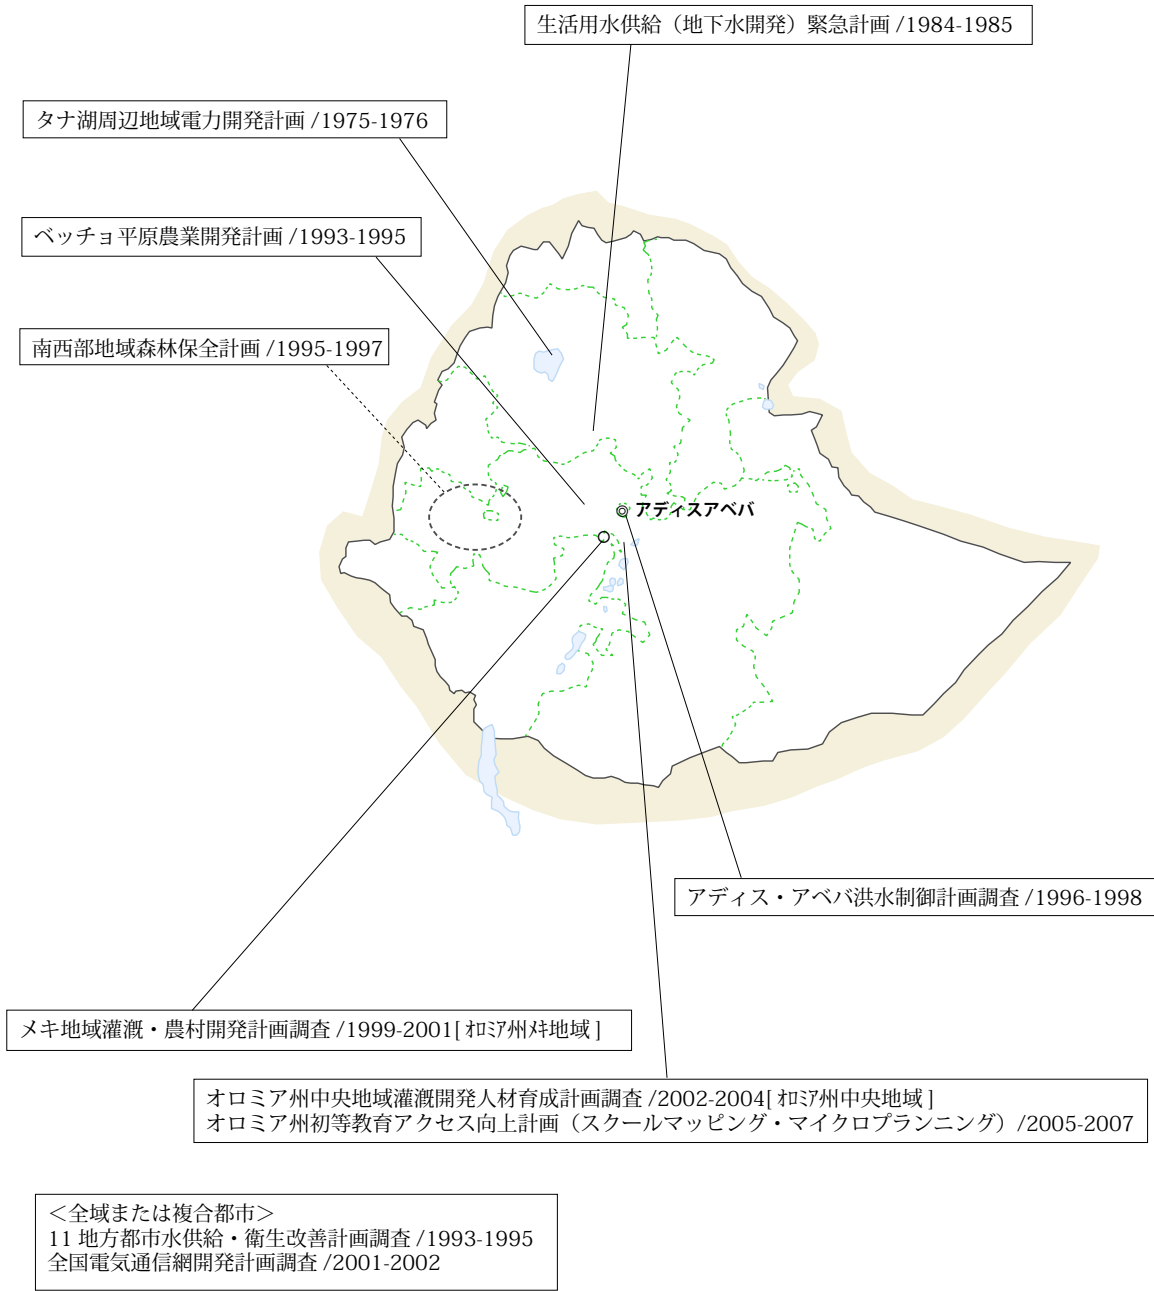 生活用水供給（地下水開発）緊急計画 /1984-1985
タナ湖周辺地域電力開発計画 /1975-1976
ベッチョ平原農業開発計画 /1993-1995
南西部地域森林保全計画 /1995-1997
アディスアベバ
アディス・アベバ洪水制御計画調査 /1996-1998
メキ地域灌漑・農村開発計画調査 /1999-2001[ ｵﾛﾐｱ州ﾒｷ地域 ]
オロミア州中央地域灌漑開発人材育成計画調査 /2002-2004[ ｵﾛﾐｱ州中央地域 ]
オロミア州初等教育アクセス向上計画（スクールマッピング・マイクロプランニング）/2005-2007
＜全域または複合都市＞
11 地方都市水供給・衛生改善計画調査 /1993-1995
全国電気通信網開発計画調査 /2001-2002